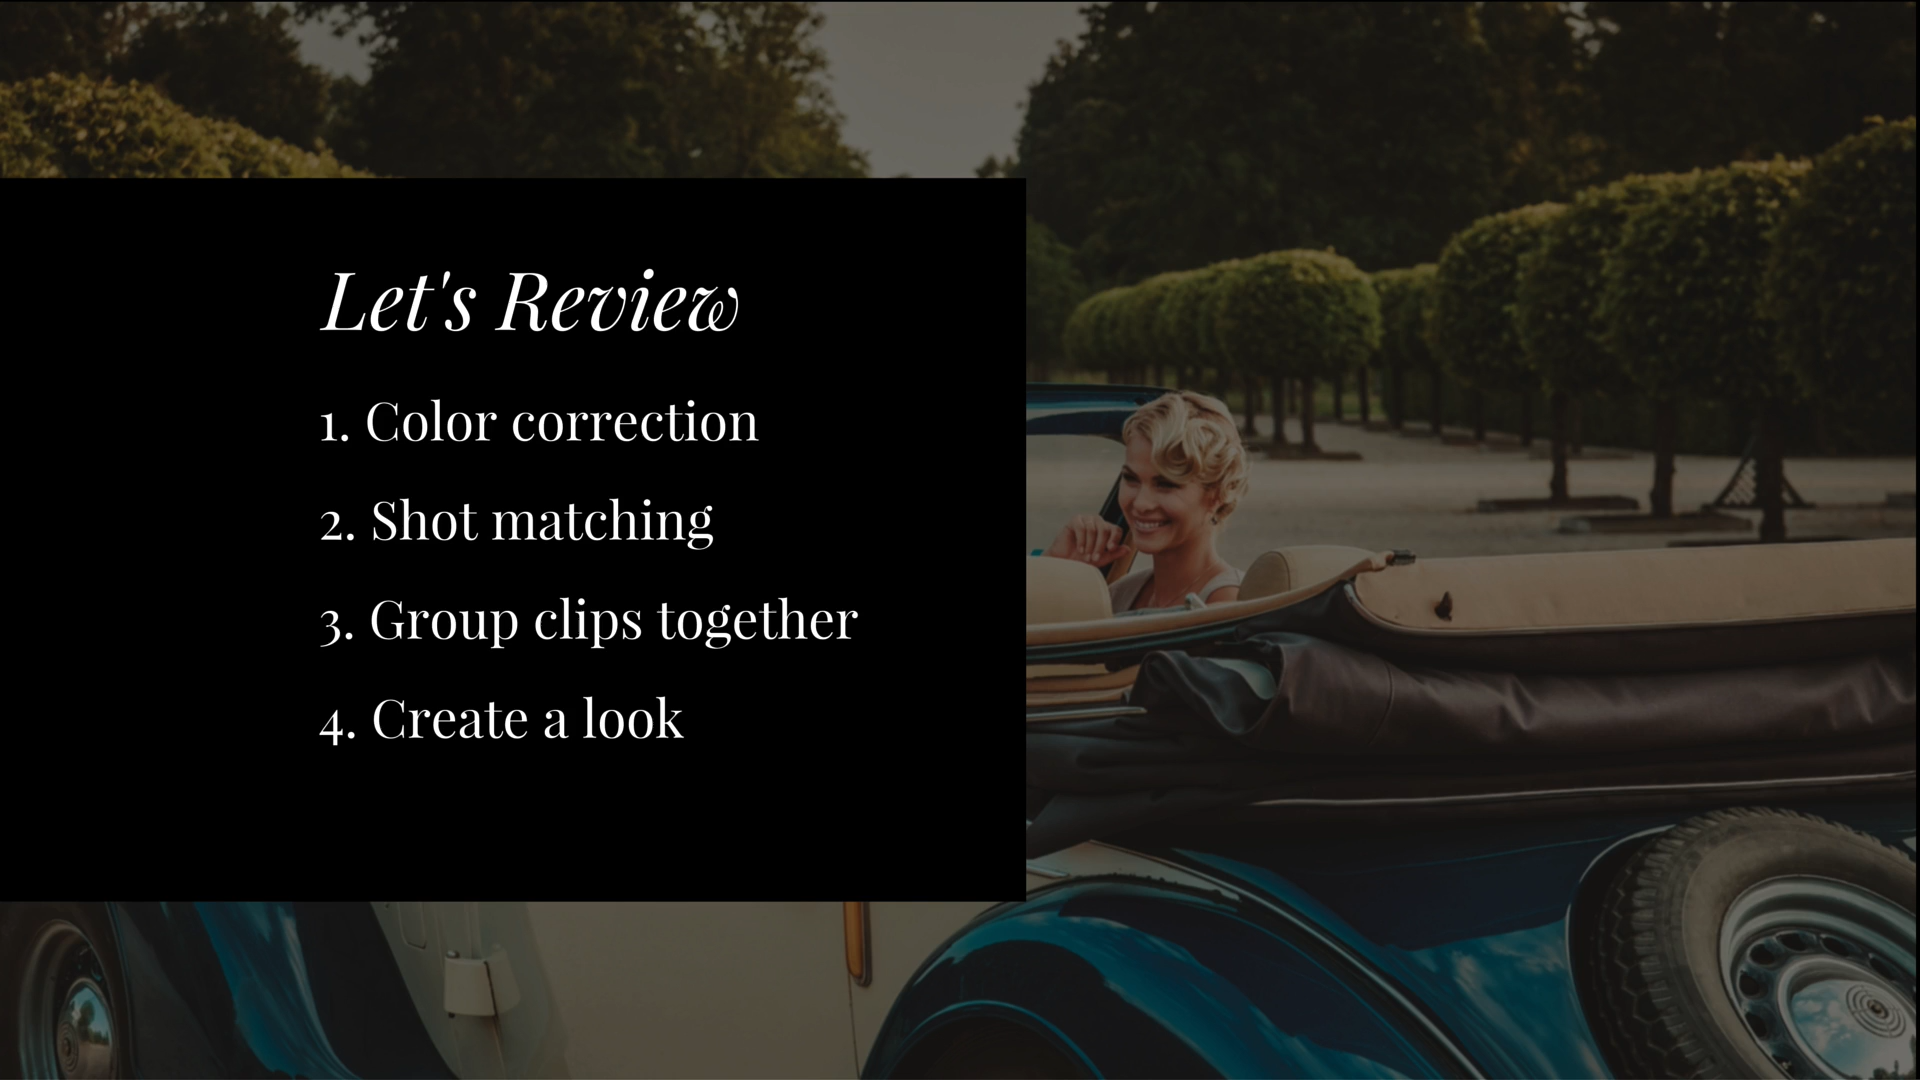 Let's Review
1. Color correction
2. Shot matching
3. Group clips together
4. Create a look